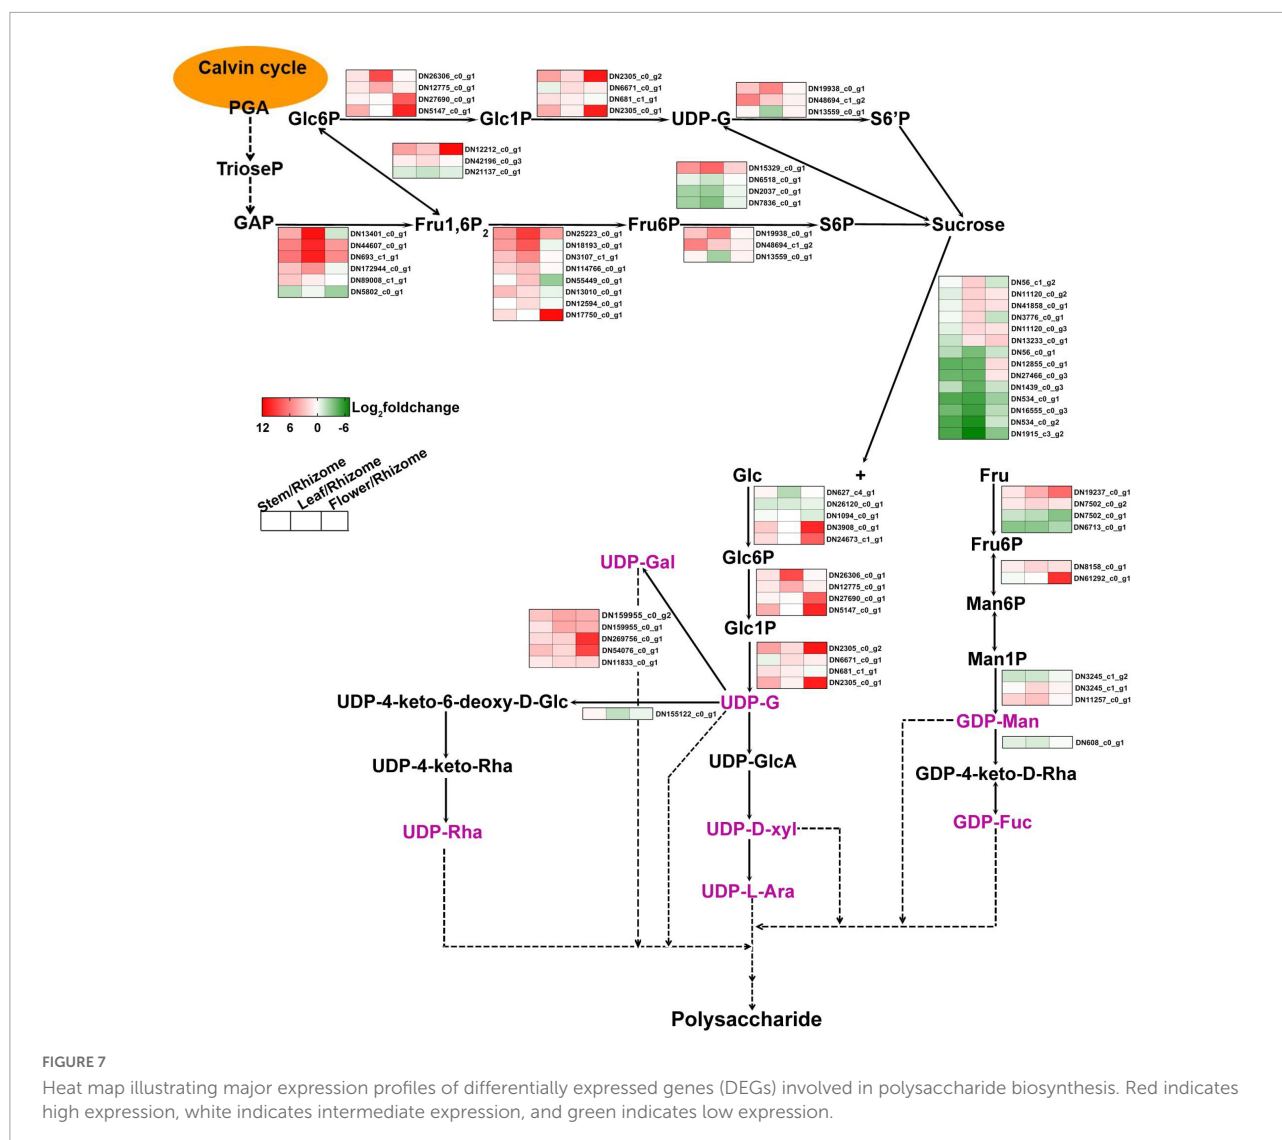 Calvin cycle
PGA
TrioseP
GAP
Glc6P
DN26306_c0_g1
DN12775_c0_g1
DN27690_c0_g1
DN5147_c0_g1
Glc1P
DN2305_c0_g2
DN6671_c0_g1
DN681_c1_g1
DN2305_c0_g1
UDP-G
DN19938_c0_g1
DN48694_c1_g2
DN13559_c0_g1
S6'P
DN12212_c0_g1
DN42196_c0_g3
DN21137_c0_g1
DN15329_c0_g1
DN6518_c0_g1
DN2037_c0_g1
DN7836_c0_g1
DN13401_c0_g1
DN44607_c0_g1
DN693_c1_g1
DN172944_c0_g1
DN89008_c1_g1
DN5802_c0_g1
Fru1,6P2
DN25223_c0_g1
DN18193_c0_g1
DN3107_c1_g1
DN114766_c0_g1
DN55449_c0_g1
DN13010_c0_g1
DN12594_c0_g1
DN17750_c0_g1
Fru6P
DN19938_c0_g1
DN48694_c1_g2
DN13559_c0_g1
S6P
Sucrose
DN56_c1_g2
DN11120_c0_g2
DN41858_c0_g1
DN3776_c0_g1
DN11120_c0_g3
DN13233_c0_g1
DN56_c0_g1
DN12855_c0_g1
DN27466_c0_g3
DN1439_c0_g3
DN534_c0_g1
DN16555_c0_g3
DN534_c0_g2
DN1915_c3_g2
Log2foldchange
12 6 0 -6
Stem/Rhizome
Leaf/Rhizome
Flower/Rhizome
Glc
+
Fru
DN627_c4_g1
DN26120_c0_g1
DN1094_c0_g1
DN3908_c0_g1
DN24673_c1_g1
DN19237_c0_g1
DN7502_c0_g2
DN7502_c0_g1
DN6713_c0_g1
Glc6P
Fru6P
DN26306_c0_g1
DN12775_c0_g1
DN27690_c0_g1
DN5147_c0_g1
DN8158_c0_g1
DN61292_c0_g1
Man6P
UDP-Gal
DN159955_c0_g2
DN159955_c0_g1
DN269756_c0_g1
DN54076_c0_g1
DN11833_c0_g1
Glc1P
DN2305_c0_g2
DN6671_c0_g1
DN681_c1_g1
DN2305_c0_g1
Man1P
DN3245_c1_g2
DN3245_c1_g1
DN11257_c0_g1
UDP-4-keto-6-deoxy-D-Glc
DN155122_c0_g1
UDP-G
GDP-Man
DN608_c0_g1
UDP-4-keto-Rha
UDP-GlcA
GDP-4-keto-D-Rha
UDP-Rha
UDP-D-xyl
GDP-Fuc
UDP-L-Ara
Polysaccharide
FIGURE 7
Heat map illustrating major expression profiles of differentially expressed genes (DEGs) involved in polysaccharide biosynthesis. Red indicates
high expression, white indicates intermediate expression, and green indicates low expression.